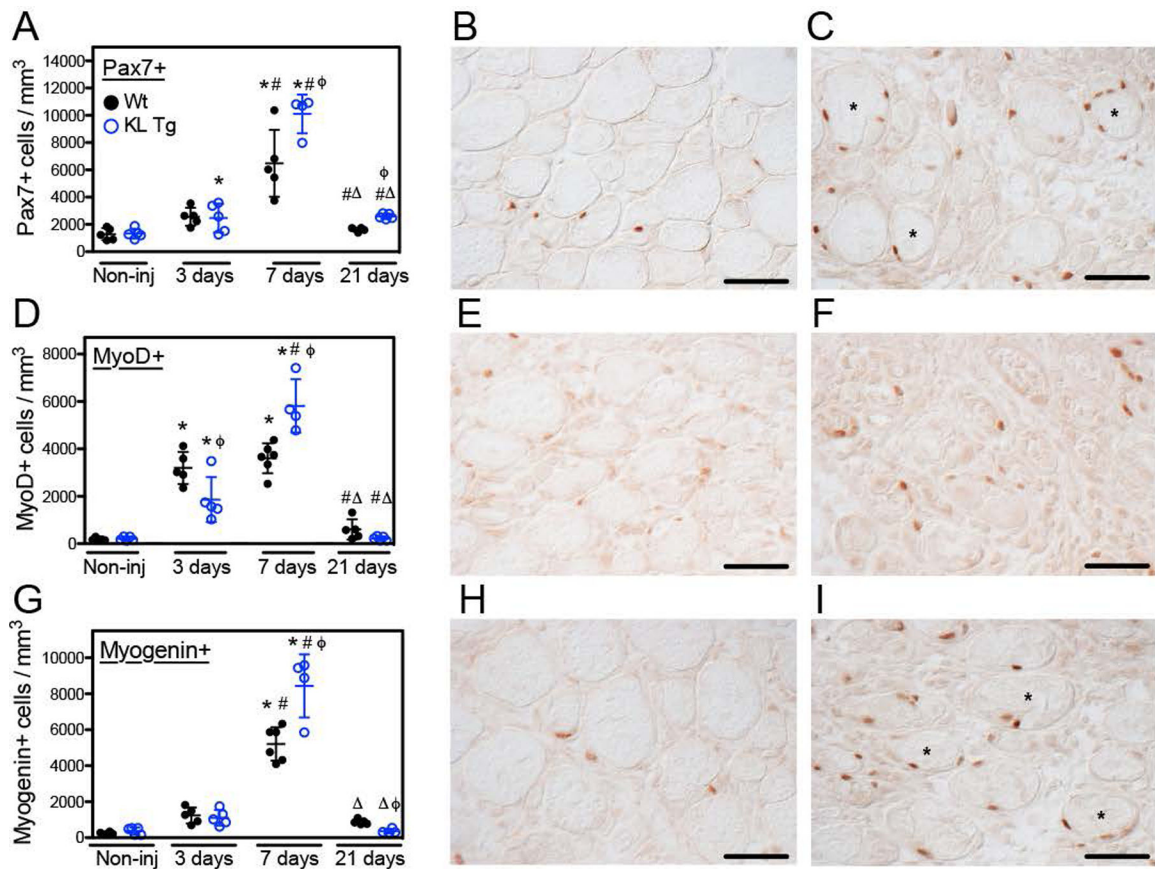 A
Pax7+ cells / mm³
14000
12000
10000
8000
6000
4000
2000
0
Pax7+
Wt
KL Tg
*
*#
*#ϕ
#Δ
ϕ
#Δ
Non-inj
3 days
7 days
21 days
B
C
*
*
*
D
MyoD+ cells / mm³
8000
6000
4000
2000
0
MyoD+
*
*ϕ
*
*#ϕ
#Δ
#Δ
Non-inj
3 days
7 days
21 days
E
F
G
Myogenin+ cells / mm³
10000
8000
6000
4000
2000
0
Myogenin+
* #
* # ϕ
Δ
Δ ϕ
Non-inj
3 days
7 days
21 days
H
I
*
*
*